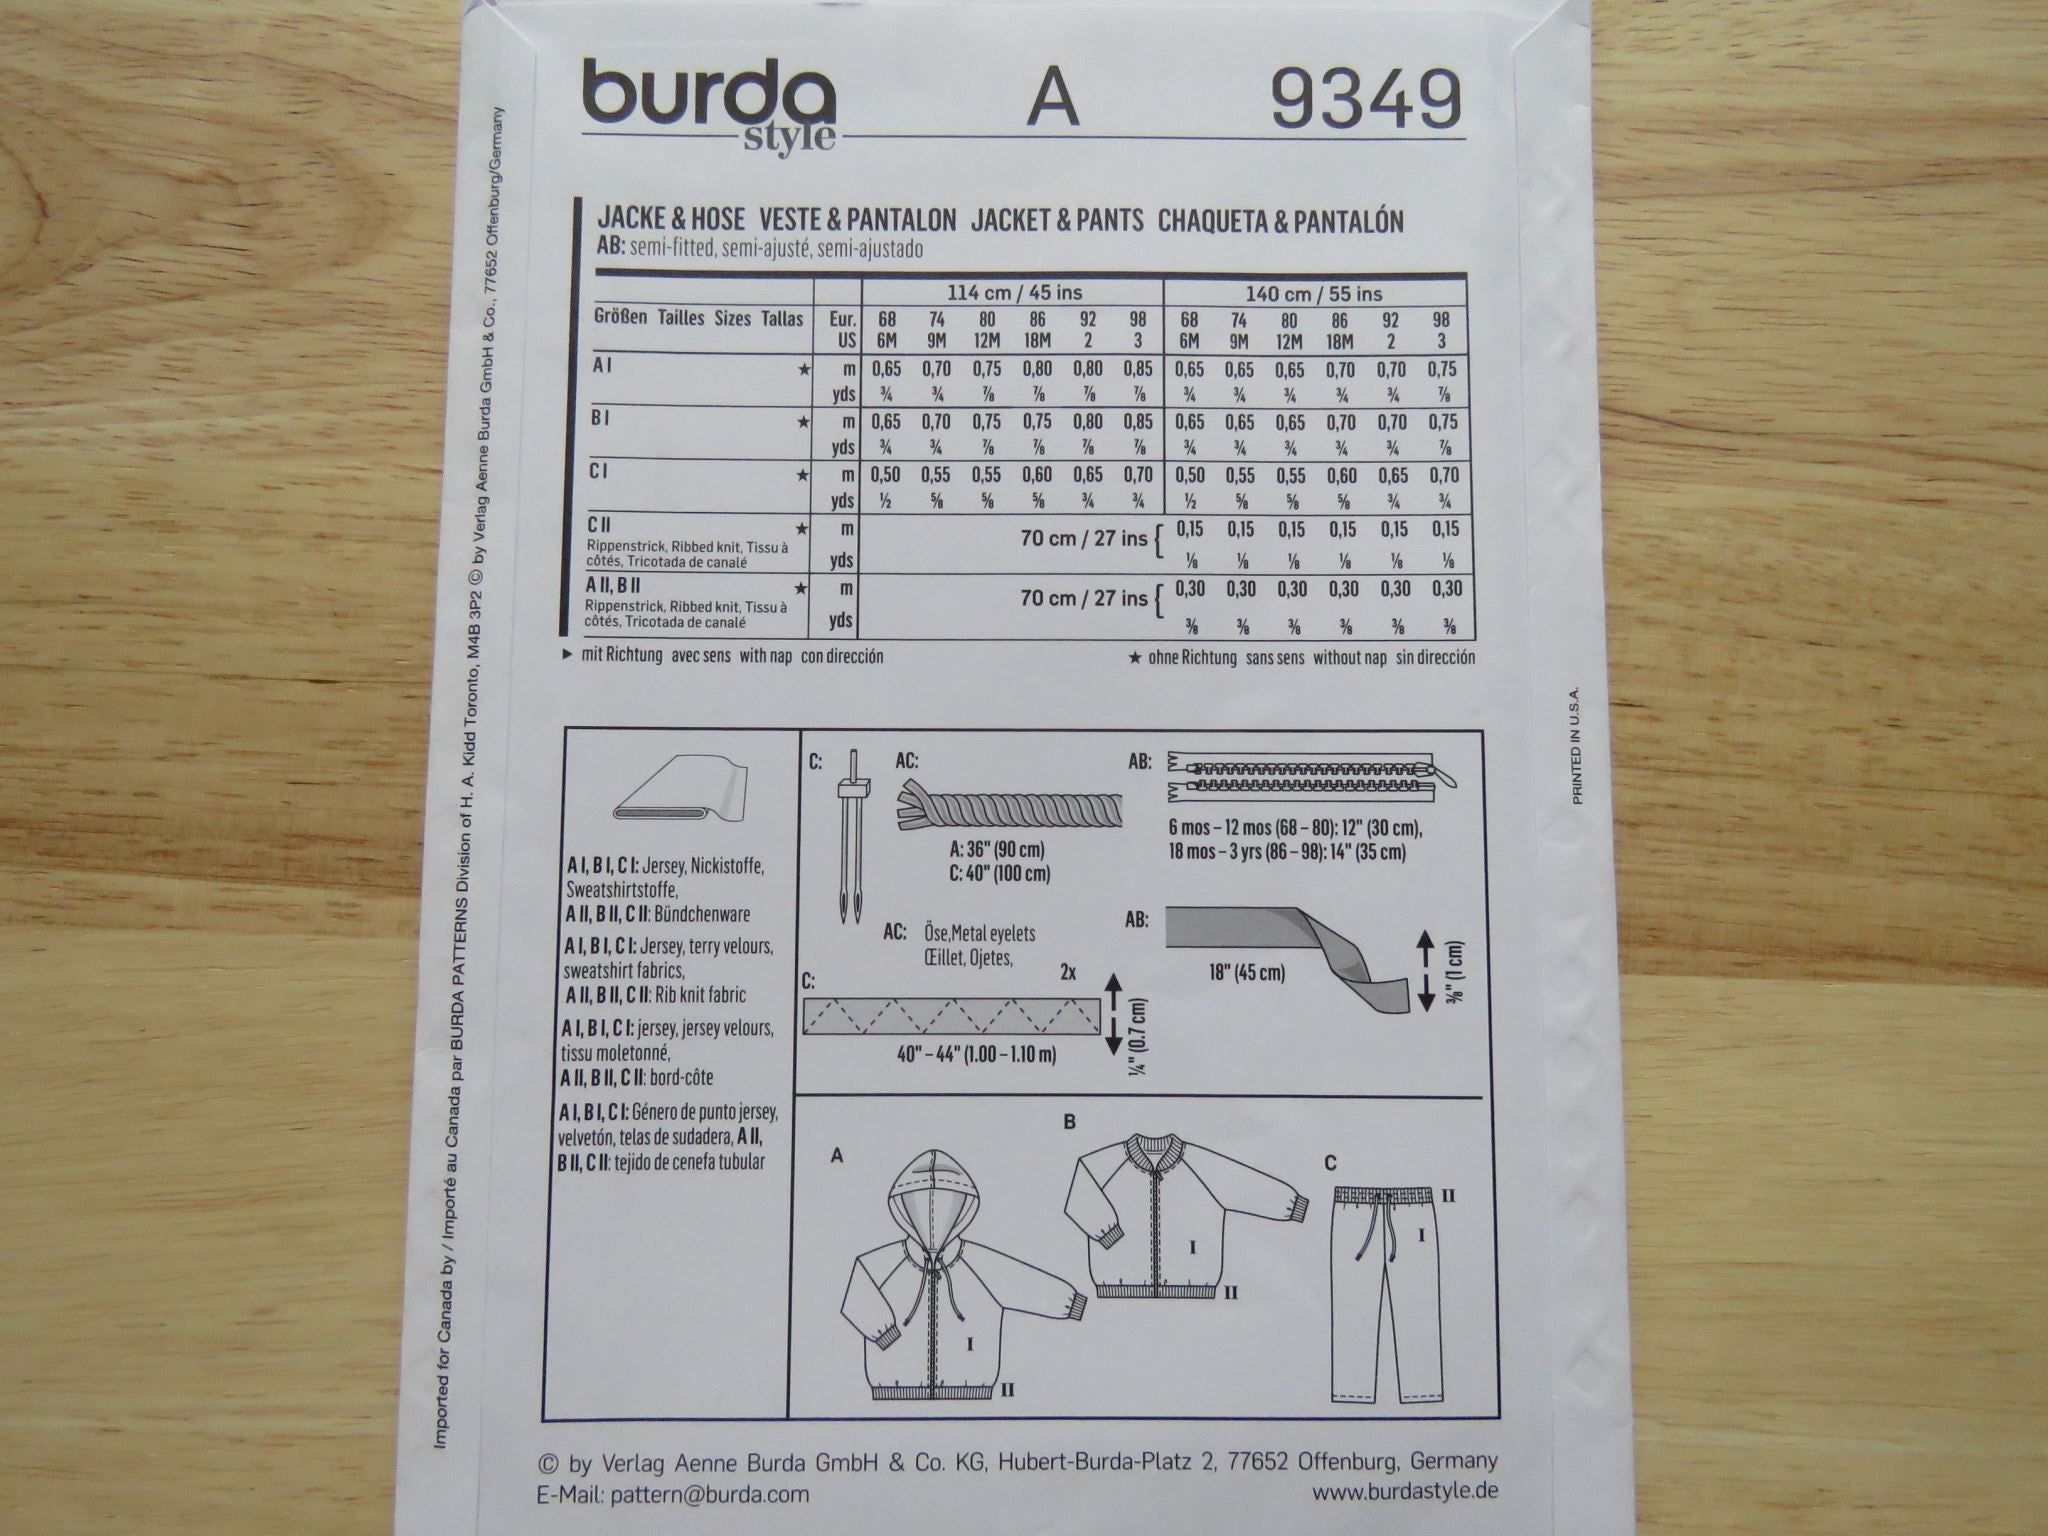 burda
style
A
9349
JACKE & HOSE VESTE & PANTALON JACKET & PANTS CHAQUETA & PANTALÓN
AB: semi-fitted, semi-ajusté, semi-ajustado
114 cm / 45 ins 140 cm / 55 ins
Größen Tailles Sizes Tallas Eur. 68 74 80 86 92 98 68 74 80 86 92 98
US 6M 9M 12M 18M 2 3 6M 9M 12M 18M 2 3
A I ★ m 0,65 0,70 0,75 0,80 0,80 0,85 0,65 0,65 0,65 0,70 0,70 0,75
yds ¾ ¾ ⅞ ⅞ ⅞ ⅞ ¾ ¾ ¾ ¾ ¾ ⅞
B I ★ m 0,65 0,70 0,75 0,75 0,80 0,85 0,65 0,65 0,65 0,70 0,70 0,75
yds ¾ ¾ ⅞ ⅞ ⅞ ⅞ ¾ ¾ ¾ ¾ ¾ ⅞
C I ★ m 0,50 0,55 0,55 0,60 0,65 0,70 0,50 0,55 0,55 0,60 0,65 0,70
yds ½ ⅝ ⅝ ⅝ ¾ ¾ ½ ⅝ ⅝ ⅝ ¾ ¾
C II ★ m 70 cm / 27 ins { 0,15 0,15 0,15 0,15 0,15 0,15
Rippenstrick, Ribbed knit, Tissu à
côtés, Tricotada de canalé yds ⅛ ⅛ ⅛ ⅛ ⅛ ⅛
A II, B II ★ m 70 cm / 27 ins { 0,30 0,30 0,30 0,30 0,30 0,30
Rippenstrick, Ribbed knit, Tissu à
côtés, Tricotada de canalé yds ⅜ ⅜ ⅜ ⅜ ⅜ ⅜
▶ mit Richtung avec sens with nap con dirección
★ ohne Richtung sans sens without nap sin dirección
A I, B I, C I: Jersey, Nickistoffe,
Sweatshirtstoffe,
A II, B II, C II: Bündchenware
A I, B I, C I: Jersey, terry velours,
sweatshirt fabrics,
A II, B II, C II: Rib knit fabric
A I, B I, C I: jersey, jersey velours,
tissu moletonné,
A II, B II, C II: bord-côte
A I, B I, C I: Género de punto jersey,
velvetón, telas de sudadera, A II,
B II, C II: tejido de cenefa tubular
C:
AC:
A: 36" (90 cm)
C: 40" (100 cm)
AB:
6 mos – 12 mos (68 – 80): 12" (30 cm),
18 mos – 3 yrs (86 – 98): 14" (35 cm)
AC: Öse,Metal eyelets
Œillet, Ojetes,
2x
C:
40" – 44" (1.00 – 1.10 m)
¼" (0.7 cm)
AB:
18" (45 cm)
⅜" (1 cm)
A
I
II
B
I
II
C
II
I
© by Verlag Aenne Burda GmbH & Co. KG, Hubert-Burda-Platz 2, 77652 Offenburg, Germany
E-Mail: pattern@burda.com
www.burdastyle.de
Imported for Canada by / Importé au Canada par BURDA PATTERNS Division of H. A. Kidd Toronto, M4B 3P2 © by Verlag Aenne Burda GmbH & Co., 77652 Offenburg/Germany
PRINTED IN U.S.A.